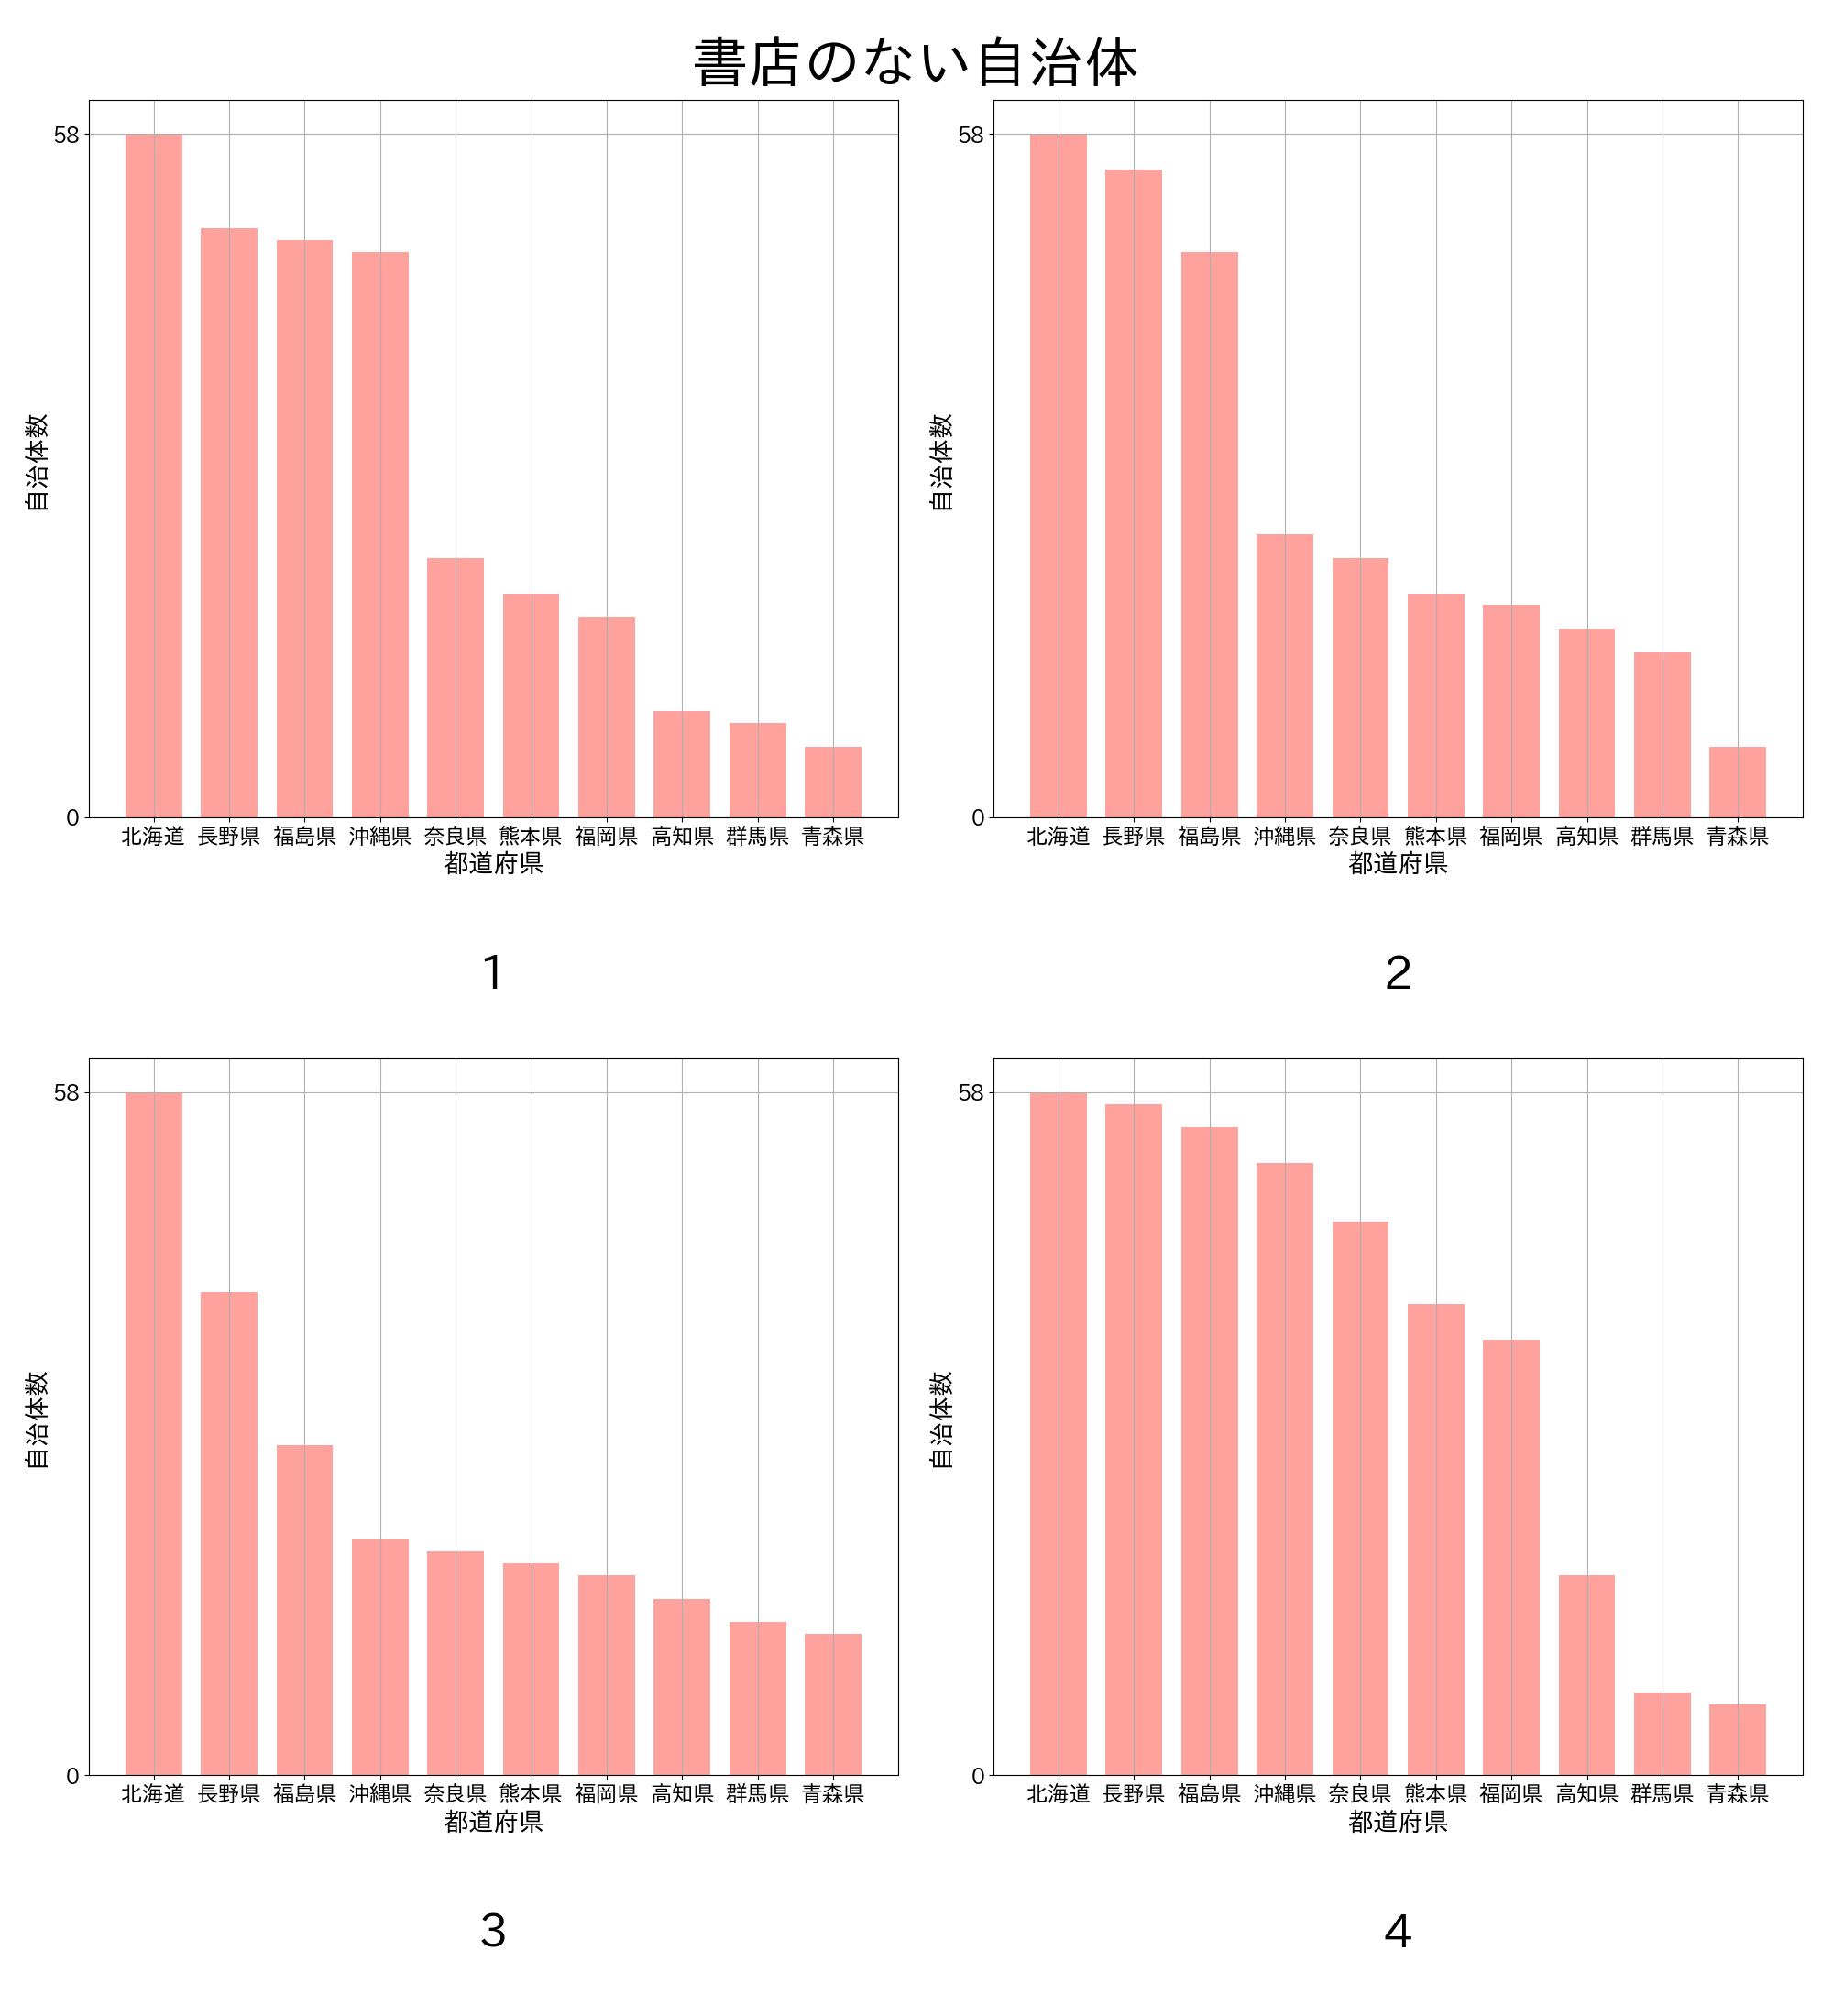 書店のない自治体
58
0
自治体数
北海道 長野県 福島県 沖縄県 奈良県 熊本県 福岡県 高知県 群馬県 青森県
都道府県
1
58
0
自治体数
北海道 長野県 福島県 沖縄県 奈良県 熊本県 福岡県 高知県 群馬県 青森県
都道府県
2
58
0
自治体数
北海道 長野県 福島県 沖縄県 奈良県 熊本県 福岡県 高知県 群馬県 青森県
都道府県
3
58
0
自治体数
北海道 長野県 福島県 沖縄県 奈良県 熊本県 福岡県 高知県 群馬県 青森県
都道府県
4